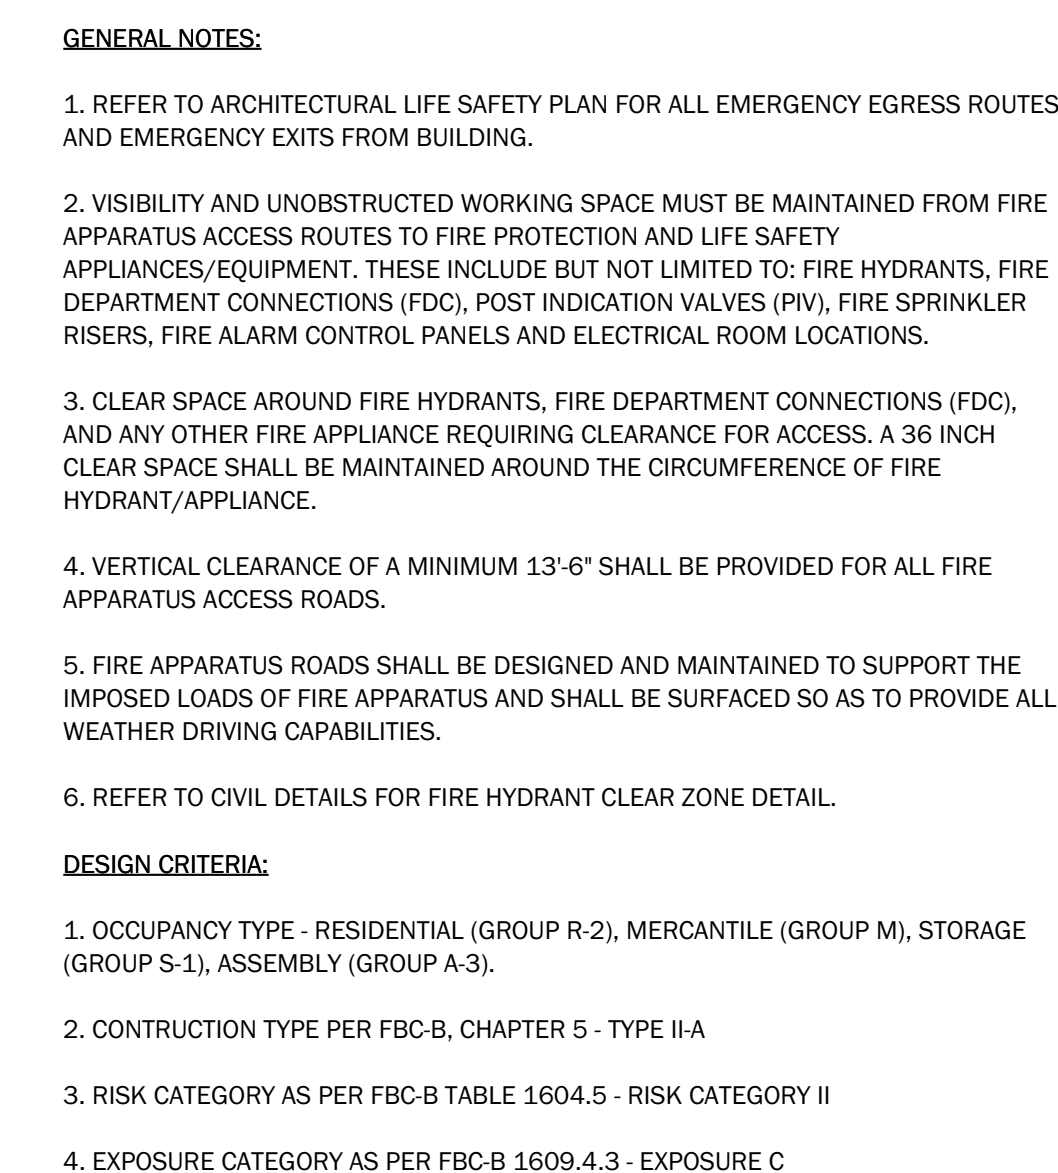 GENERAL NOTES:
1. REFER TO ARCHITECTURAL LIFE SAFETY PLAN FOR ALL EMERGENCY EGRESS ROUTES
AND EMERGENCY EXITS FROM BUILDING.
2. VISIBILITY AND UNOBSTRUCTED WORKING SPACE MUST BE MAINTAINED FROM FIRE
APPARATUS ACCESS ROUTES TO FIRE PROTECTION AND LIFE SAFETY
APPLIANCES/EQUIPMENT. THESE INCLUDE BUT NOT LIMITED TO: FIRE HYDRANTS, FIRE
DEPARTMENT CONNECTIONS (FDC), POST INDICATION VALVES (PIV), FIRE SPRINKLER
RISERS, FIRE ALARM CONTROL PANELS AND ELECTRICAL ROOM LOCATIONS.
3. CLEAR SPACE AROUND FIRE HYDRANTS, FIRE DEPARTMENT CONNECTIONS (FDC),
AND ANY OTHER FIRE APPLIANCE REQUIRING CLEARANCE FOR ACCESS. A 36 INCH
CLEAR SPACE SHALL BE MAINTAINED AROUND THE CIRCUMFERENCE OF FIRE
HYDRANT/APPLIANCE.
4. VERTICAL CLEARANCE OF A MINIMUM 13'-6" SHALL BE PROVIDED FOR ALL FIRE
APPARATUS ACCESS ROADS.
5. FIRE APPARATUS ROADS SHALL BE DESIGNED AND MAINTAINED TO SUPPORT THE
IMPOSED LOADS OF FIRE APPARATUS AND SHALL BE SURFACED SO AS TO PROVIDE ALL
WEATHER DRIVING CAPABILITIES.
6. REFER TO CIVIL DETAILS FOR FIRE HYDRANT CLEAR ZONE DETAIL.
DESIGN CRITERIA:
1. OCCUPANCY TYPE - RESIDENTIAL (GROUP R-2), MERCANTILE (GROUP M), STORAGE
(GROUP S-1), ASSEMBLY (GROUP A-3).
2. CONTRUCTION TYPE PER FBC-B, CHAPTER 5 - TYPE II-A
3. RISK CATEGORY AS PER FBC-B TABLE 1604.5 - RISK CATEGORY II
4. EXPOSURE CATEGORY AS PER FBC-B 1609.4.3 - EXPOSURE C